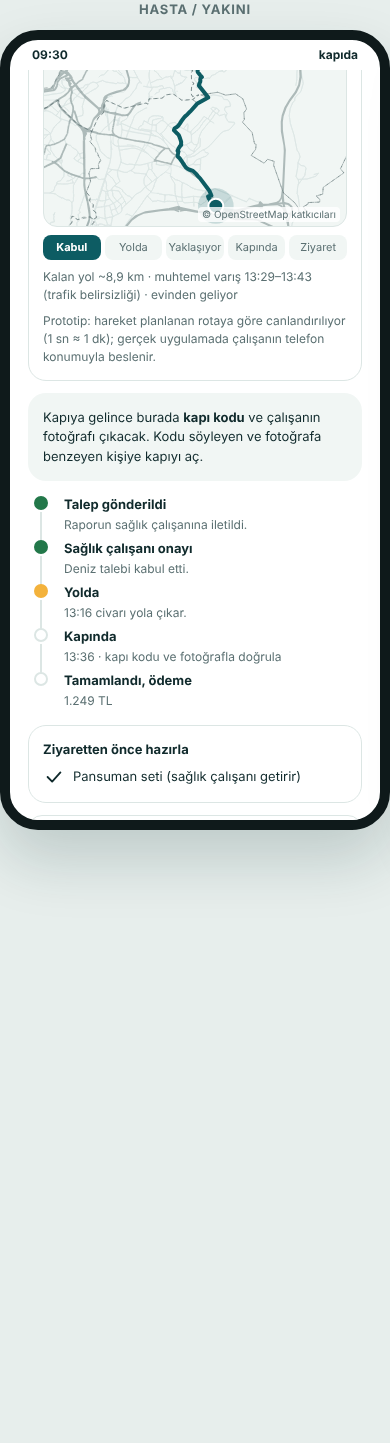 HASTA / YAKINI
09:30
kapıda
© OpenStreetMap katkıcıları
Kabul
Yolda
Yaklaşıyor
Kapında
Ziyaret
Kalan yol ~8,9 km · muhtemel varış 13:29–13:43
(trafik belirsizliği) · evinden geliyor
Prototip: hareket planlanan rotaya göre canlandırılıyor
(1 sn ≈ 1 dk); gerçek uygulamada çalışanın telefon
konumuyla beslenir.
Kapıya gelince burada kapı kodu ve çalışanın
fotoğrafı çıkacak. Kodu söyleyen ve fotoğrafa
benzeyen kişiye kapıyı aç.
Talep gönderildi
Raporun sağlık çalışanına iletildi.
Sağlık çalışanı onayı
Deniz talebi kabul etti.
Yolda
13:16 civarı yola çıkar.
Kapında
13:36 · kapı kodu ve fotoğrafla doğrula
Tamamlandı, ödeme
1.249 TL
Ziyaretten önce hazırla
Pansuman seti (sağlık çalışanı getirir)